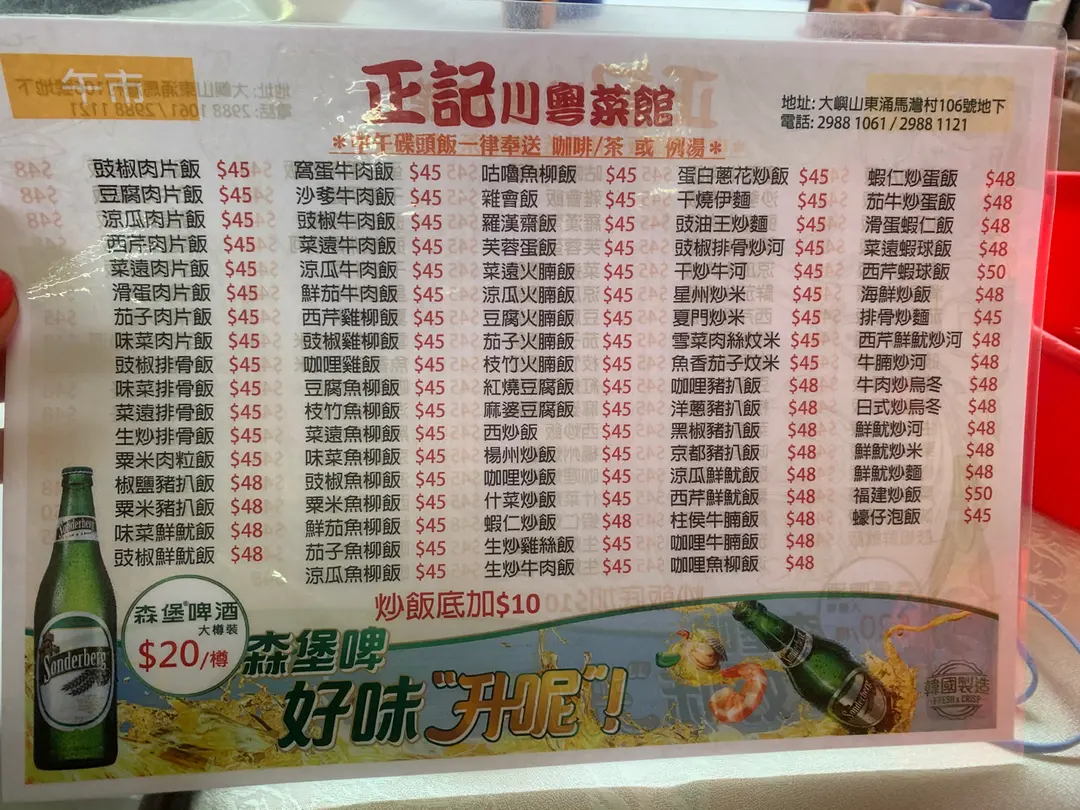 午市
正記川粵菜館
地址: 大嶼山東涌馬灣村106號地下
電話: 2988 1061 / 2988 1121
*早午碟頭飯一律奉送 咖啡/茶 或 例湯*
豉椒肉片飯 $45
豆腐肉片飯 $45
涼瓜肉片飯 $45
西芹肉片飯 $45
菜遠肉片飯 $45
滑蛋肉片飯 $45
茄子肉片飯 $45
味菜肉片飯 $45
豉椒排骨飯 $45
味菜排骨飯 $45
菜遠排骨飯 $45
生炒排骨飯 $45
粟米肉粒飯 $45
椒鹽豬扒飯 $48
粟米豬扒飯 $48
味菜鮮魷飯 $48
豉椒鮮魷飯 $48
窩蛋牛肉飯 $45
沙爹牛肉飯 $45
豉椒牛肉飯 $45
菜遠牛肉飯 $45
涼瓜牛肉飯 $45
鮮茄牛肉飯 $45
西芹雞柳飯 $45
豉椒雞柳飯 $45
咖哩雞飯 $45
豆腐魚柳飯 $45
枝竹魚柳飯 $45
菜遠魚柳飯 $45
味菜魚柳飯 $45
豉椒魚柳飯 $45
粟米魚柳飯 $45
鮮茄魚柳飯 $45
茄子魚柳飯 $45
涼瓜魚柳飯 $45
咕嚕魚柳飯 $45
雜會飯 $45
羅漢齋飯 $45
芙蓉蛋飯 $45
菜遠火腩飯 $45
涼瓜火腩飯 $45
豆腐火腩飯 $45
茄子火腩飯 $45
枝竹火腩飯 $45
紅燒豆腐飯 $45
麻婆豆腐飯 $45
西炒飯 $45
楊州炒飯 $45
咖哩炒飯 $45
什菜炒飯 $45
蝦仁炒飯 $48
生炒雞絲飯 $45
生炒牛肉飯 $45
蛋白蔥花炒飯 $45
干燒伊麵 $45
豉油王炒麵 $45
豉椒排骨炒河 $45
干炒牛河 $45
星州炒米 $45
夏門炒米 $45
雪菜肉絲炆米 $45
魚香茄子炆米 $45
咖哩豬扒飯 $48
洋蔥豬扒飯 $48
黑椒豬扒飯 $48
京都豬扒飯 $48
涼瓜鮮魷飯 $48
西芹鮮魷飯 $48
柱侯牛腩飯 $48
咖哩牛腩飯 $48
咖哩魚柳飯 $48
蝦仁炒蛋飯 $48
茄牛炒蛋飯 $48
滑蛋蝦仁飯 $48
菜遠蝦球飯 $48
西芹蝦球飯 $50
海鮮炒飯 $48
排骨炒麵 $45
西芹鮮魷炒河 $48
牛腩炒河 $48
牛肉炒烏冬 $48
日式炒烏冬 $48
鮮魷炒河 $48
鮮魷炒米 $48
鮮魷炒麵 $48
福建炒飯 $50
蠔仔泡飯 $45
炒飯底加$10
森堡啤酒
大樽裝
$20/樽
森堡啤
好味"升呢"!
Sonderberg
Sonderberg
韓國製造
FRESH & CRISP